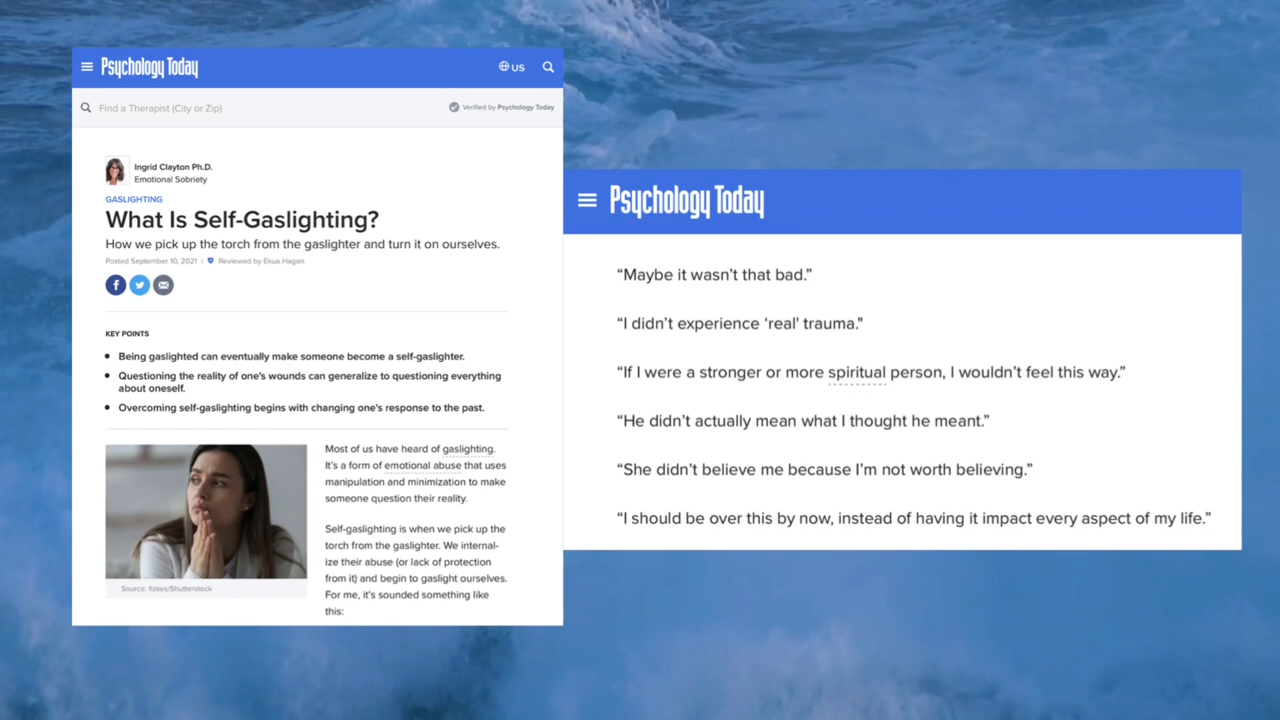 Psychology Today
US
Find a Therapist (City or Zip)
Verified by Psychology Today
Ingrid Clayton Ph.D.
Emotional Sobriety
GASLIGHTING
What Is Self-Gaslighting?
How we pick up the torch from the gaslighter and turn it on ourselves.
Posted September 10, 2021 | Reviewed by Ekua Hagan
KEY POINTS
• Being gaslighted can eventually make someone become a self-gaslighter.
• Questioning the reality of one's wounds can generalize to questioning everything
about oneself.
• Overcoming self-gaslighting begins with changing one's response to the past.
Most of us have heard of gaslighting.
It's a form of emotional abuse that uses
manipulation and minimization to make
someone question their reality.
Self-gaslighting is when we pick up the
torch from the gaslighter. We internal-
ize their abuse (or lack of protection
from it) and begin to gaslight ourselves.
For me, it's sounded something like
this:
Source: fizkes/Shutterstock
Psychology Today
“Maybe it wasn’t that bad.”
“I didn’t experience ‘real’ trauma."
“If I were a stronger or more spiritual person, I wouldn’t feel this way.”
“He didn’t actually mean what I thought he meant.”
“She didn’t believe me because I’m not worth believing.”
“I should be over this by now, instead of having it impact every aspect of my life.”